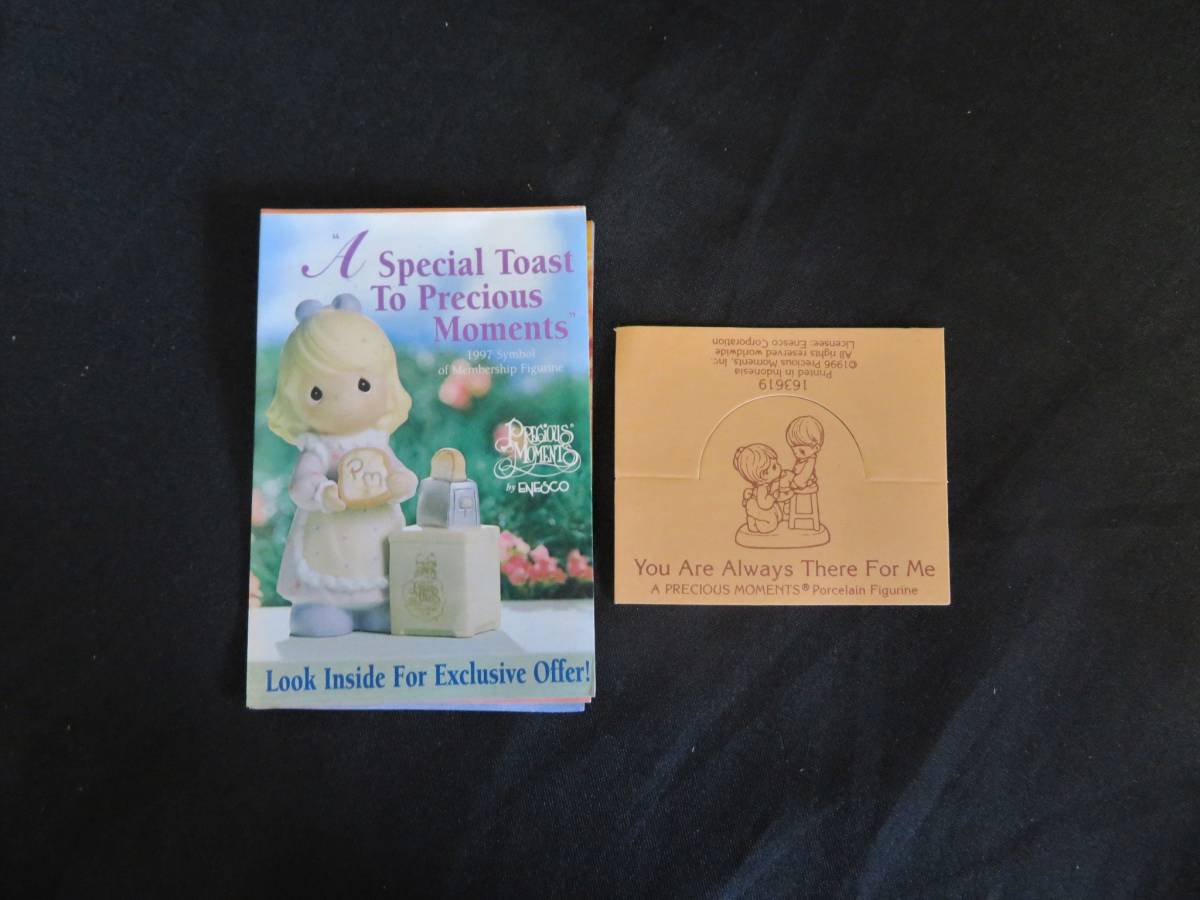 "A Special Toast
To Precious
Moments"
1997 Symbol
of Membership Figurine
PRECIOUS®
MOMENTS
by ENESCO
PM
Look Inside For Exclusive Offer!
163619
Printed in Indonesia
©1996 Precious Moments, Inc.
All rights reserved worldwide
Licensee: Enesco Corporation
You Are Always There For Me
A PRECIOUS MOMENTS® Porcelain Figurine